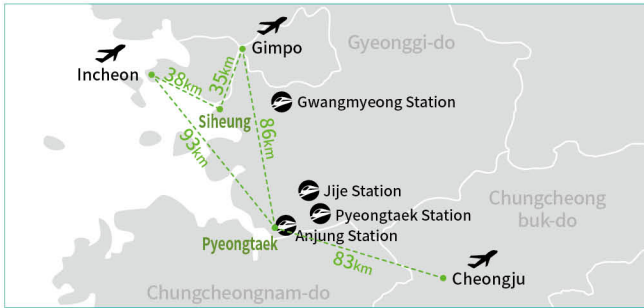 Gimpo
Gyeonggi-do
Incheon
38km
35km
Gwangmyeong Station
Siheung
86km
93km
Jije Station
Chungcheong
buk-do
Pyeongtaek Station
Anjung Station
Pyeongtaek
83km
Cheongju
Chungcheongnam-do